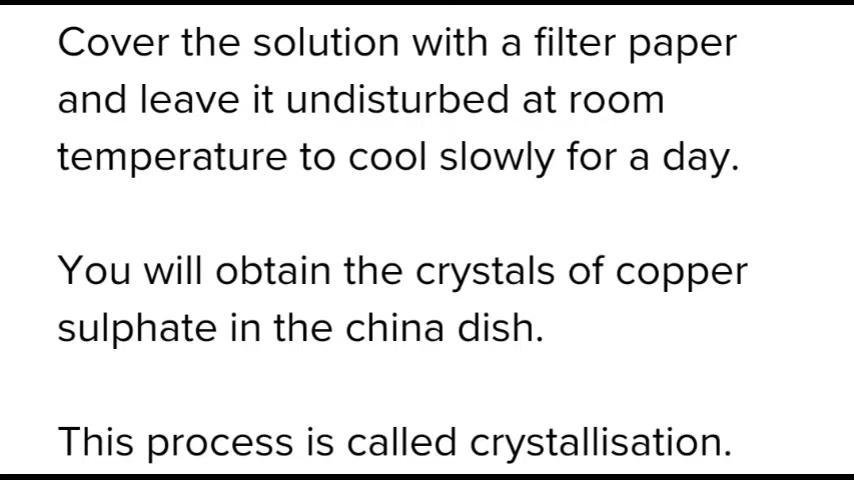 Cover the solution with a filter paper
and leave it undisturbed at room
temperature to cool slowly for a day.
You will obtain the crystals of copper
sulphate in the china dish.
This process is called crystallisation.